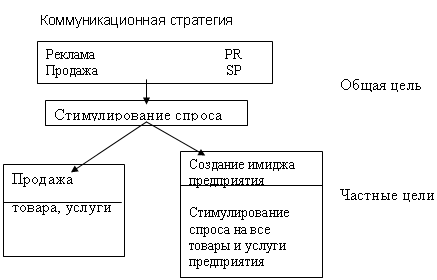 Коммуникационная стратегия
Реклама PR
Продажа SP
Общая цель
Стимулирование спроса
Продажа
товара, услуги
Создание имиджа
предприятия
Стимулирование
спроса на все
товары и услуги
предприятия
Частные цели